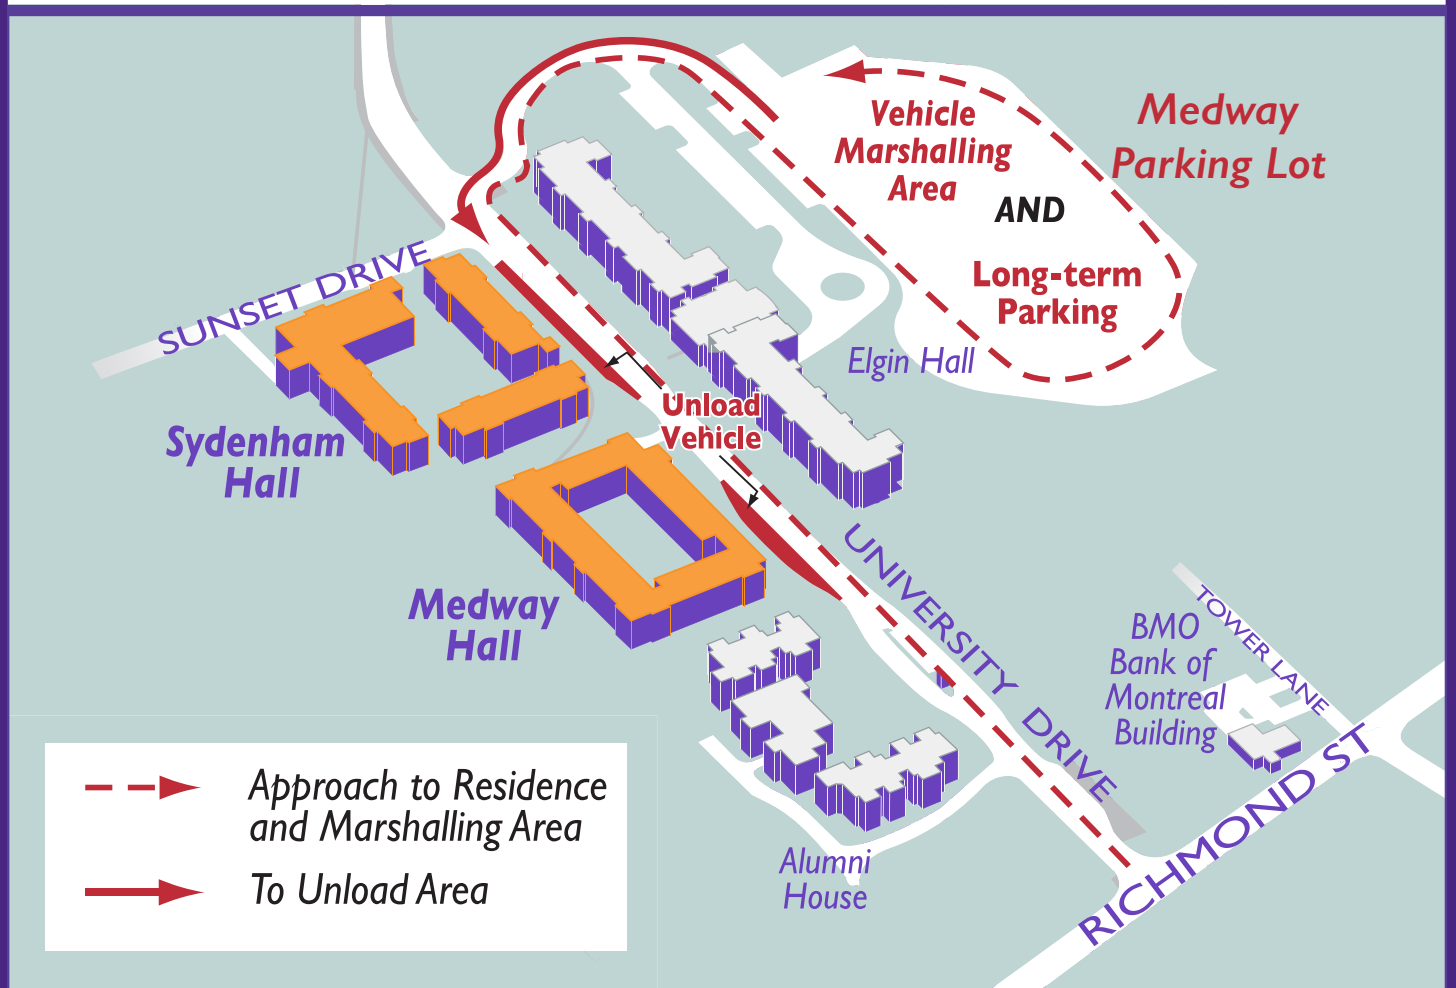 Medway
Parking Lot
Vehicle
Marshalling
Area
AND
Long-term
Parking
SUNSET DRIVE
Elgin Hall
Unload
Vehicle
Sydenham
Hall
Medway
Hall
UNIVERSITY DRIVE
TOWER LANE
BMO
Bank of
Montreal
Building
RICHMOND ST
Alumni
House
Approach to Residence
and Marshalling Area
To Unload Area